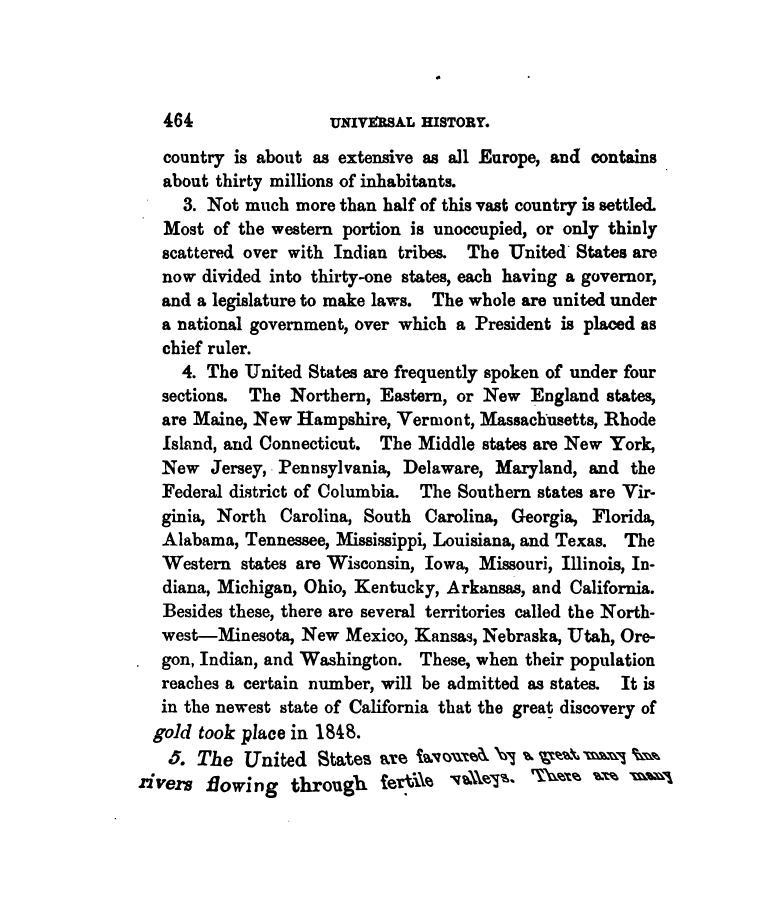 464 UNIVERSAL HISTORY.
country is about as extensive as all Europe, and contains
about thirty millions of inhabitants.
3. Not much more than half of this vast country is settled.
Most of the western portion is unoccupied, or only thinly
scattered over with Indian tribes. The United States are
now divided into thirty-one states, each having a governor,
and a legislature to make laws. The whole are united under
a national government, over which a President is placed as
chief ruler.
4. The United States are frequently spoken of under four
sections. The Northern, Eastern, or New England states,
are Maine, New Hampshire, Vermont, Massachusetts, Rhode
Island, and Connecticut. The Middle states are New York,
New Jersey, Pennsylvania, Delaware, Maryland, and the
Federal district of Columbia. The Southern states are Vir-
ginia, North Carolina, South Carolina, Georgia, Florida,
Alabama, Tennessee, Mississippi, Louisiana, and Texas. The
Western states are Wisconsin, Iowa, Missouri, Illinois, In-
diana, Michigan, Ohio, Kentucky, Arkansas, and California.
Besides these, there are several territories called the North-
west—Minesota, New Mexico, Kansas, Nebraska, Utah, Ore-
gon, Indian, and Washington. These, when their population
reaches a certain number, will be admitted as states. It is
in the newest state of California that the great discovery of
gold took place in 1848.
5. The United States are favoured by a great many fine
rivers flowing through fertile valleys. There are many